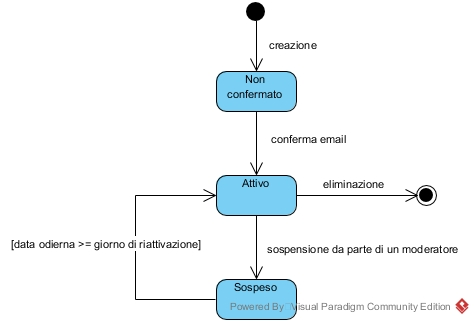 creazione
Non
confermato
conferma email
Attivo
eliminazione
[data odierna >= giorno di riattivazione]
sospensione da parte di un moderatore
Sospeso
Powered By Visual Paradigm Community Edition